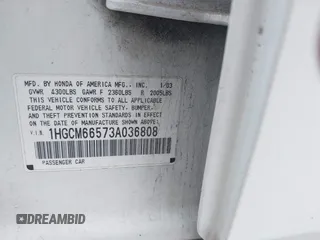 MFD. BY HONDA OF AMERICA MFG., INC. 1/03
GVWR 4300LBS GAWR F 2360LBS R 2005LBS
THIS VEHICLE CONFORMS TO ALL APPLICABLE
FEDERAL MOTOR VEHICLE SAFETY, BUMPER,
AND THEFT PREVENTION STANDARDS IN EFFECT
ON THE DATE OF MANUFACTURE SHOWN ABOVE.
V.I.N. 1HGCM66573A036808
PASSENGER CAR
DREAMBID